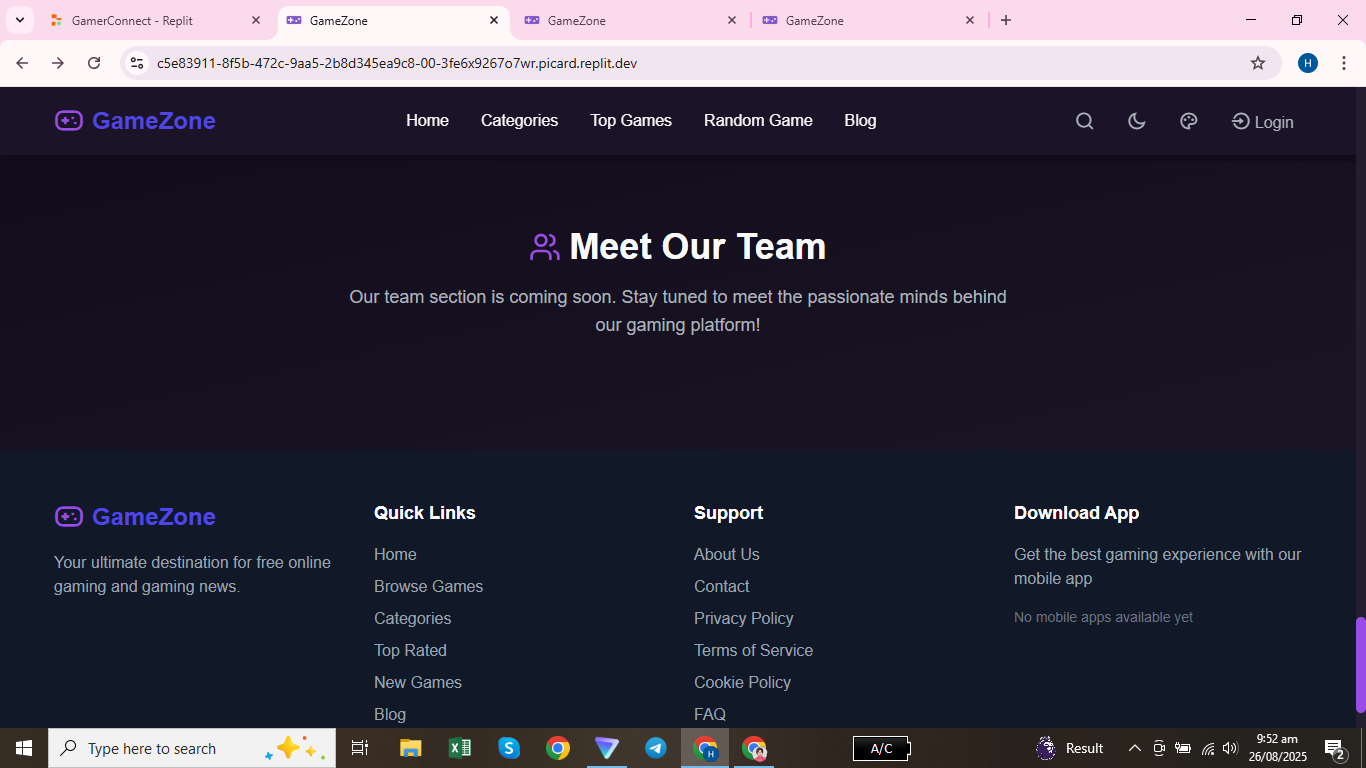 GamerConnect - Replit
GameZone
GameZone
GameZone
c5e83911-8f5b-472c-9aa5-2b8d345ea9c8-00-3fe6x9267o7wr.picard.replit.dev
H
GameZone
Home
Categories
Top Games
Random Game
Blog
Login
Meet Our Team
Our team section is coming soon. Stay tuned to meet the passionate minds behind
our gaming platform!
GameZone
Your ultimate destination for free online
gaming and gaming news.
Quick Links
Home
Browse Games
Categories
Top Rated
New Games
Blog
Support
About Us
Contact
Privacy Policy
Terms of Service
Cookie Policy
FAQ
Download App
Get the best gaming experience with our
mobile app
No mobile apps available yet
Type here to search
H
A/C
Result
9:52 am
26/08/2025
2